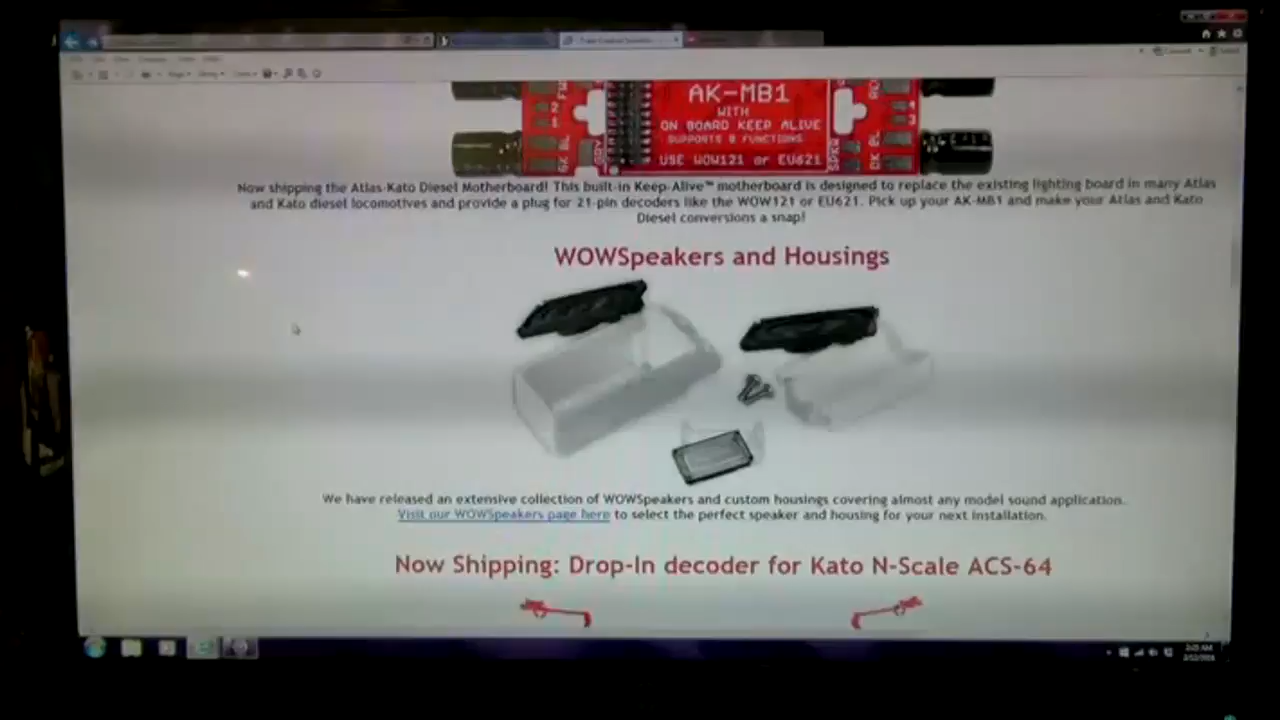 AK-MB1
WITH
ON BOARD KEEP ALIVE
SUPPORTS 8 FUNCTIONS
USE WOW121 or EU621
SPKR
2
1
4
3
BL
Now shipping the Atlas-Kato Diesel Motherboard! This built-in Keep-Alive™ motherboard is designed to replace the existing lighting board in many Atlas
and Kato diesel locomotives and provide a plug for 21-pin decoders like the WOW121 or EU621. Pick up your AK-MB1 and make your Atlas and Kato
Diesel conversions a snap!
WOWSpeakers and Housings
We have released an extensive collection of WOWSpeakers and custom housings covering almost any model sound application.
Visit our WOWSpeakers page here to select the perfect speaker and housing for your next installation.
Now Shipping: Drop-In decoder for Kato N-Scale ACS-64